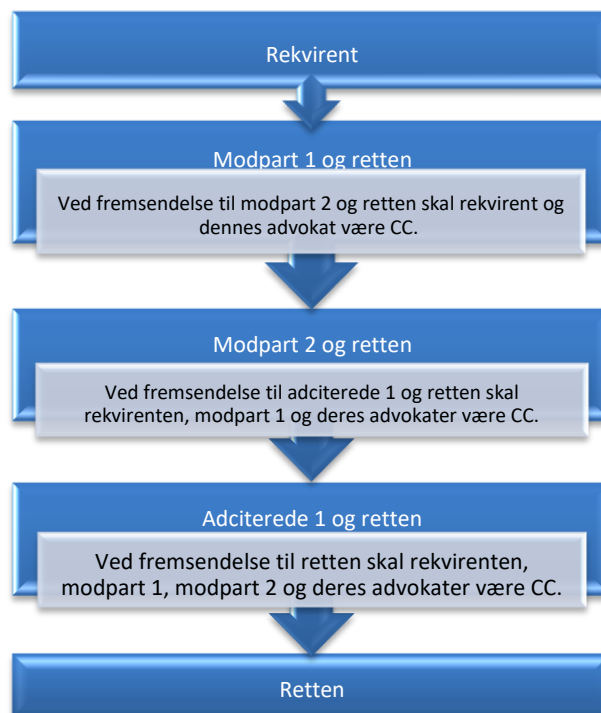 Rekvirent
Modpart 1 og retten
Ved fremsendelse til modpart 2 og retten skal rekvirent og
dennes advokat være CC.
Modpart 2 og retten
Ved fremsendelse til adciterede 1 og retten skal
rekvirenten, modpart 1 og deres advokater være CC.
Adciterede 1 og retten
Ved fremsendelse til retten skal rekvirenten,
modpart 1, modpart 2 og deres advokater være CC.
Retten